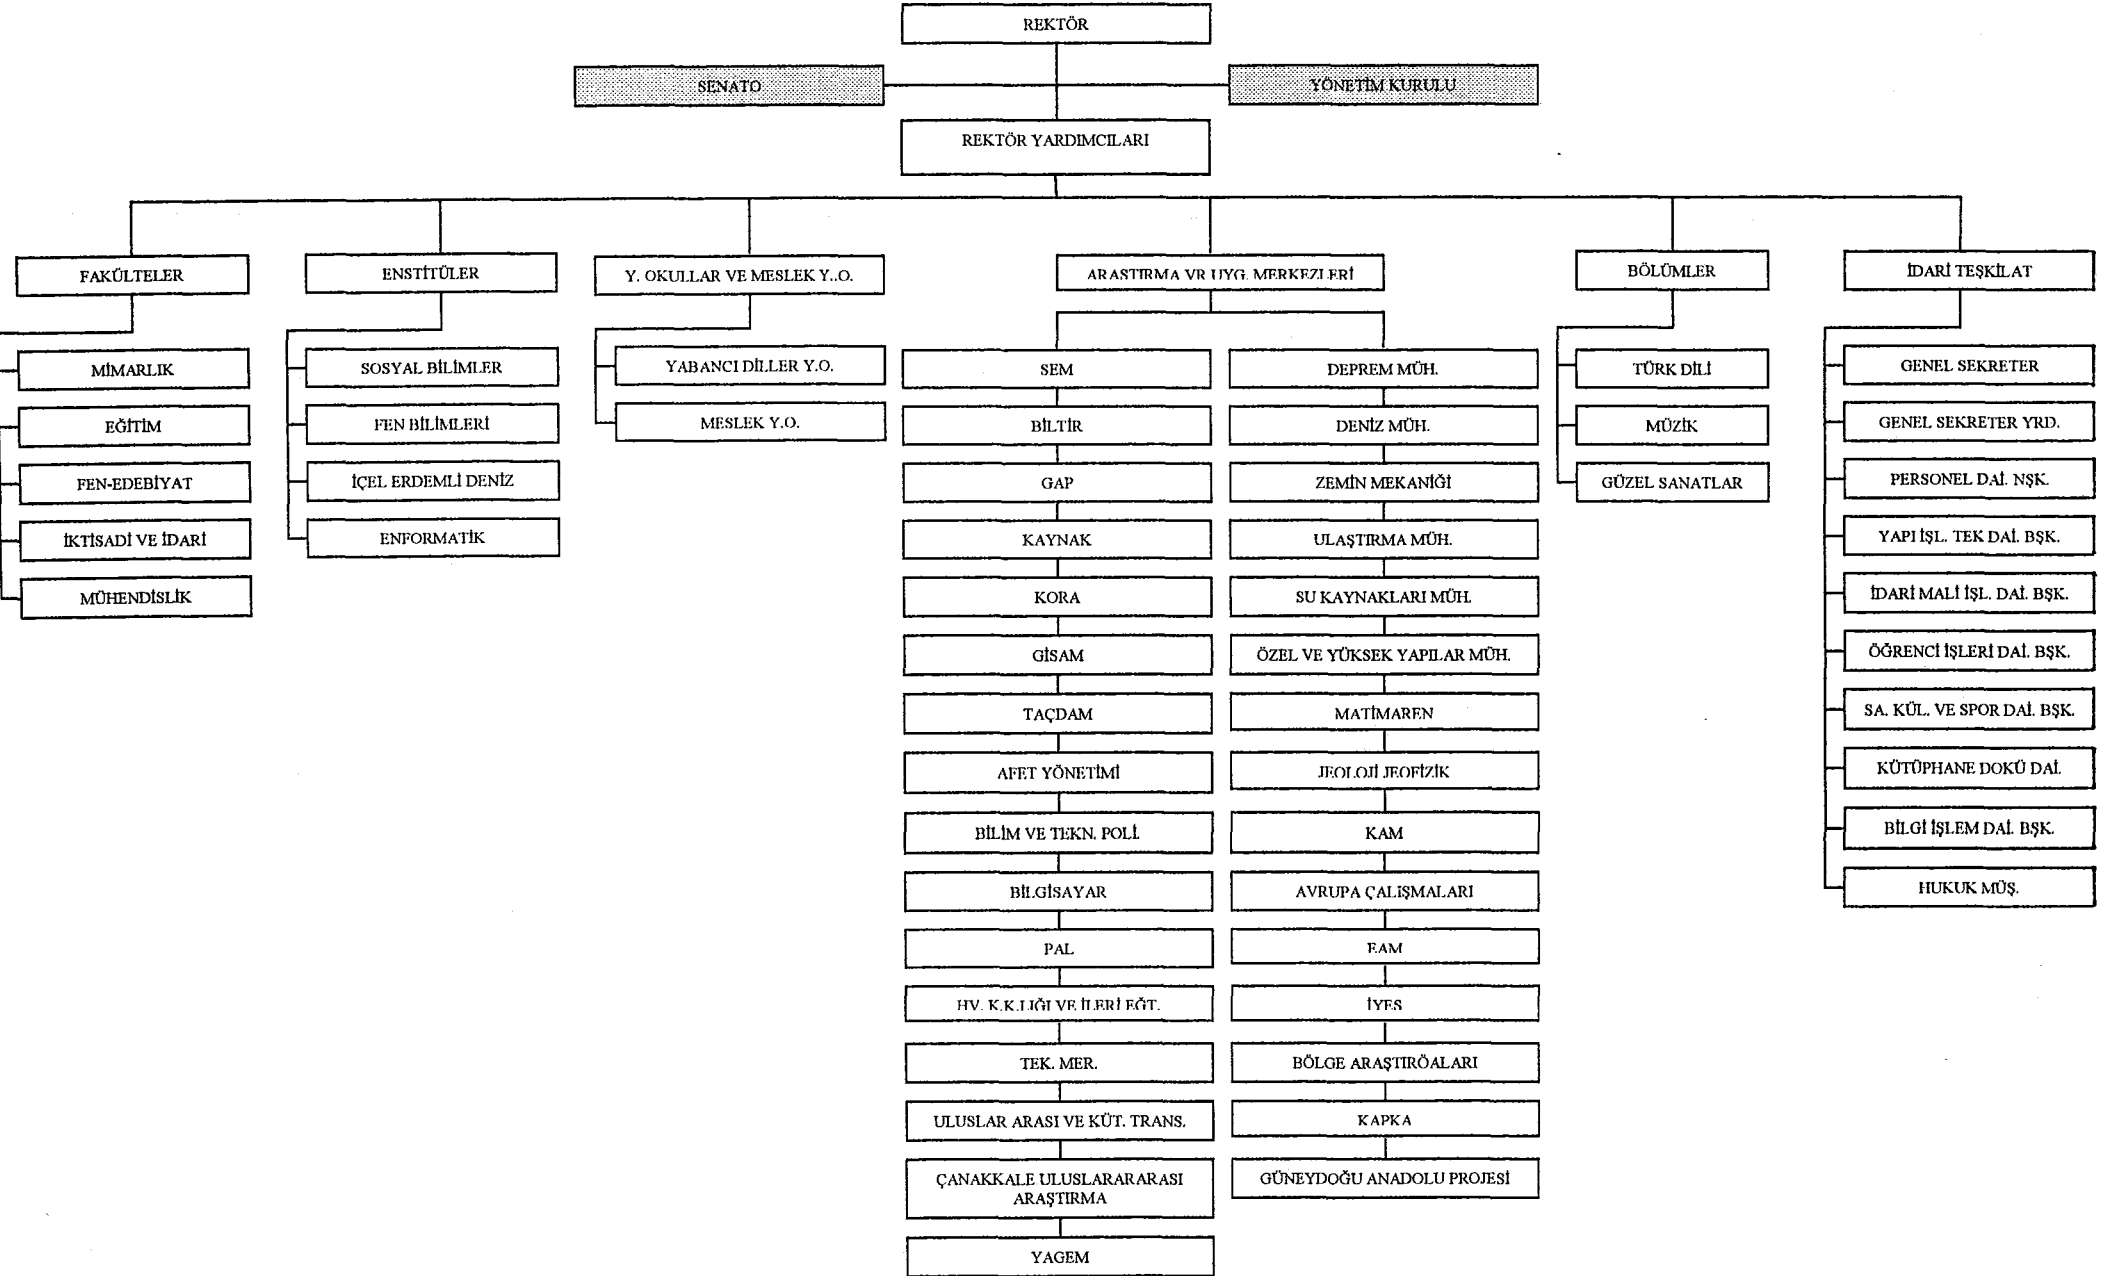 REKTÖR
SENATO
YÖNETİM KURULU
REKTÖR YARDIMCILARI
FAKÜLTELER
MİMARLIK
EĞİTİM
FEN-EDEBİYAT
İKTİSADİ VE İDARİ
MÜHENDİSLİK
ENSTİTÜLER
SOSYAL BİLİMLER
FEN BİLİMLERİ
İÇEL ERDEMLİ DENİZ
ENFORMATİK
Y. OKULLAR VE MESLEK Y..O.
YABANCI DİLLER Y.O.
MESLEK Y.O.
ARASTIRMA VR UYG. MERKEZLERİ
SEM
BİLTİR
GAP
KAYNAK
KORA
GİSAM
TAÇDAM
AFET YÖNETİMİ
BİLİM VE TEKN. POLİ.
BİLGİSAYAR
PAL
HV. K.K.LIĞI VE İLERİ EĞT.
TEK. MER.
ULUSLAR ARASI VE KÜT. TRANS.
ÇANAKKALE ULUSLARARARASI
ARAŞTIRMA
YAGEM
DEPREM MÜH.
DENİZ MÜH.
ZEMİN MEKANİĞİ
ULAŞTIRMA MÜH.
SU KAYNAKLARI MÜH.
ÖZEL VE YÜKSEK YAPILAR MÜH.
MATİMAREN
JEOLOJİ JEOFİZİK
KAM
AVRUPA ÇALIŞMALARI
EAM
İYES
BÖLGE ARAŞTIRÖALARI
KAPKA
GÜNEYDOĞU ANADOLU PROJESİ
BÖLÜMLER
TÜRK DİLİ
MÜZİK
GÜZEL SANATLAR
İDARİ TEŞKİLAT
GENEL SEKRETER
GENEL SEKRETER YRD.
PERSONEL DAİ. NŞK.
YAPI İŞL. TEK DAİ. BŞK.
İDARİ MALİ İŞL. DAİ. BŞK.
ÖĞRENCİ İŞLERİ DAİ. BŞK.
SA. KÜL. VE SPOR DAİ. BŞK.
KÜTÜPHANE DOKÜ DAİ.
BİLGİ İŞLEM DAİ. BŞK.
HUKUK MÜŞ.